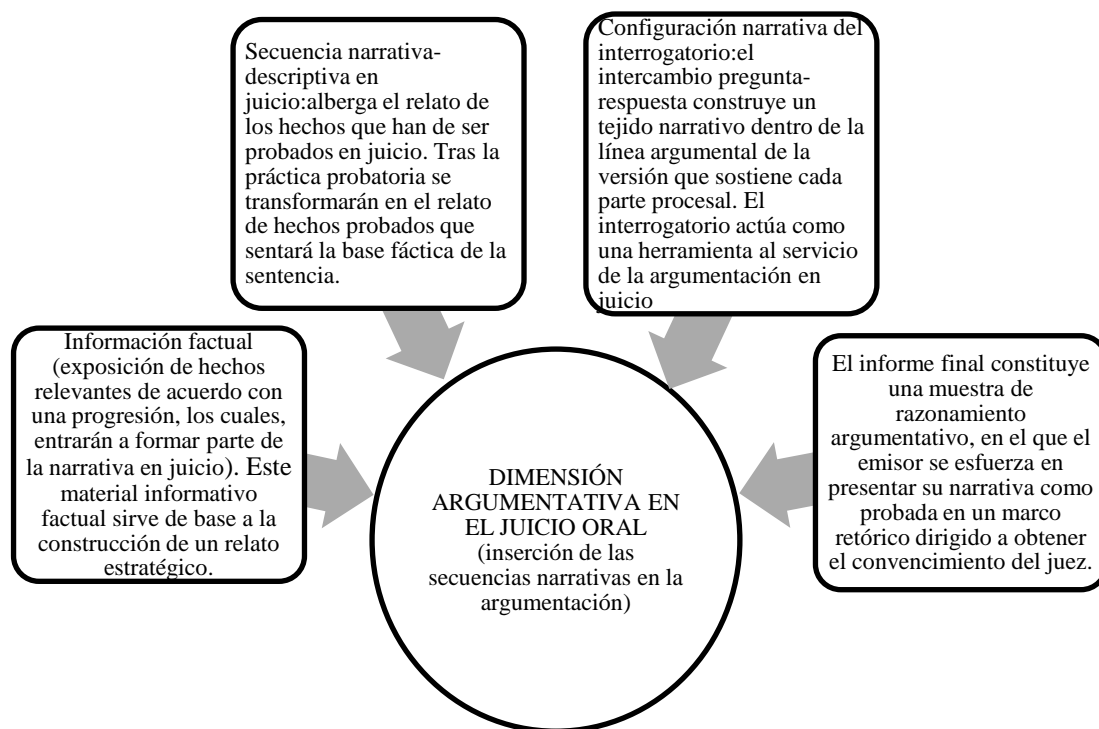 Secuencia narrativa-
descriptiva en
juicio:alberga el relato de
los hechos que han de ser
probados en juicio. Tras la
práctica probatoria se
transformarán en el relato
de hechos probados que
sentará la base fáctica de la
sentencia.
Configuración narrativa del
interrogatorio:el
intercambio pregunta-
respuesta construye un
tejido narrativo dentro de la
línea argumental de la
versión que sostiene cada
parte procesal. El
interrogatorio actúa como
una herramienta al servicio
de la argumentación en
juicio
Información factual
(exposición de hechos
relevantes de acuerdo con
una progresión, los cuales,
entrarán a formar parte de
la narrativa en juicio). Este
material informativo
factual sirve de base a la
construcción de un relato
estratégico.
El informe final constituye
una muestra de
razonamiento
argumentativo, en el que el
emisor se esfuerza en
presentar su narrativa como
probada en un marco
retórico dirigido a obtener
el convencimiento del juez.
DIMENSIÓN
ARGUMENTATIVA EN
EL JUICIO ORAL
(inserción de las
secuencias narrativas en la
argumentación)